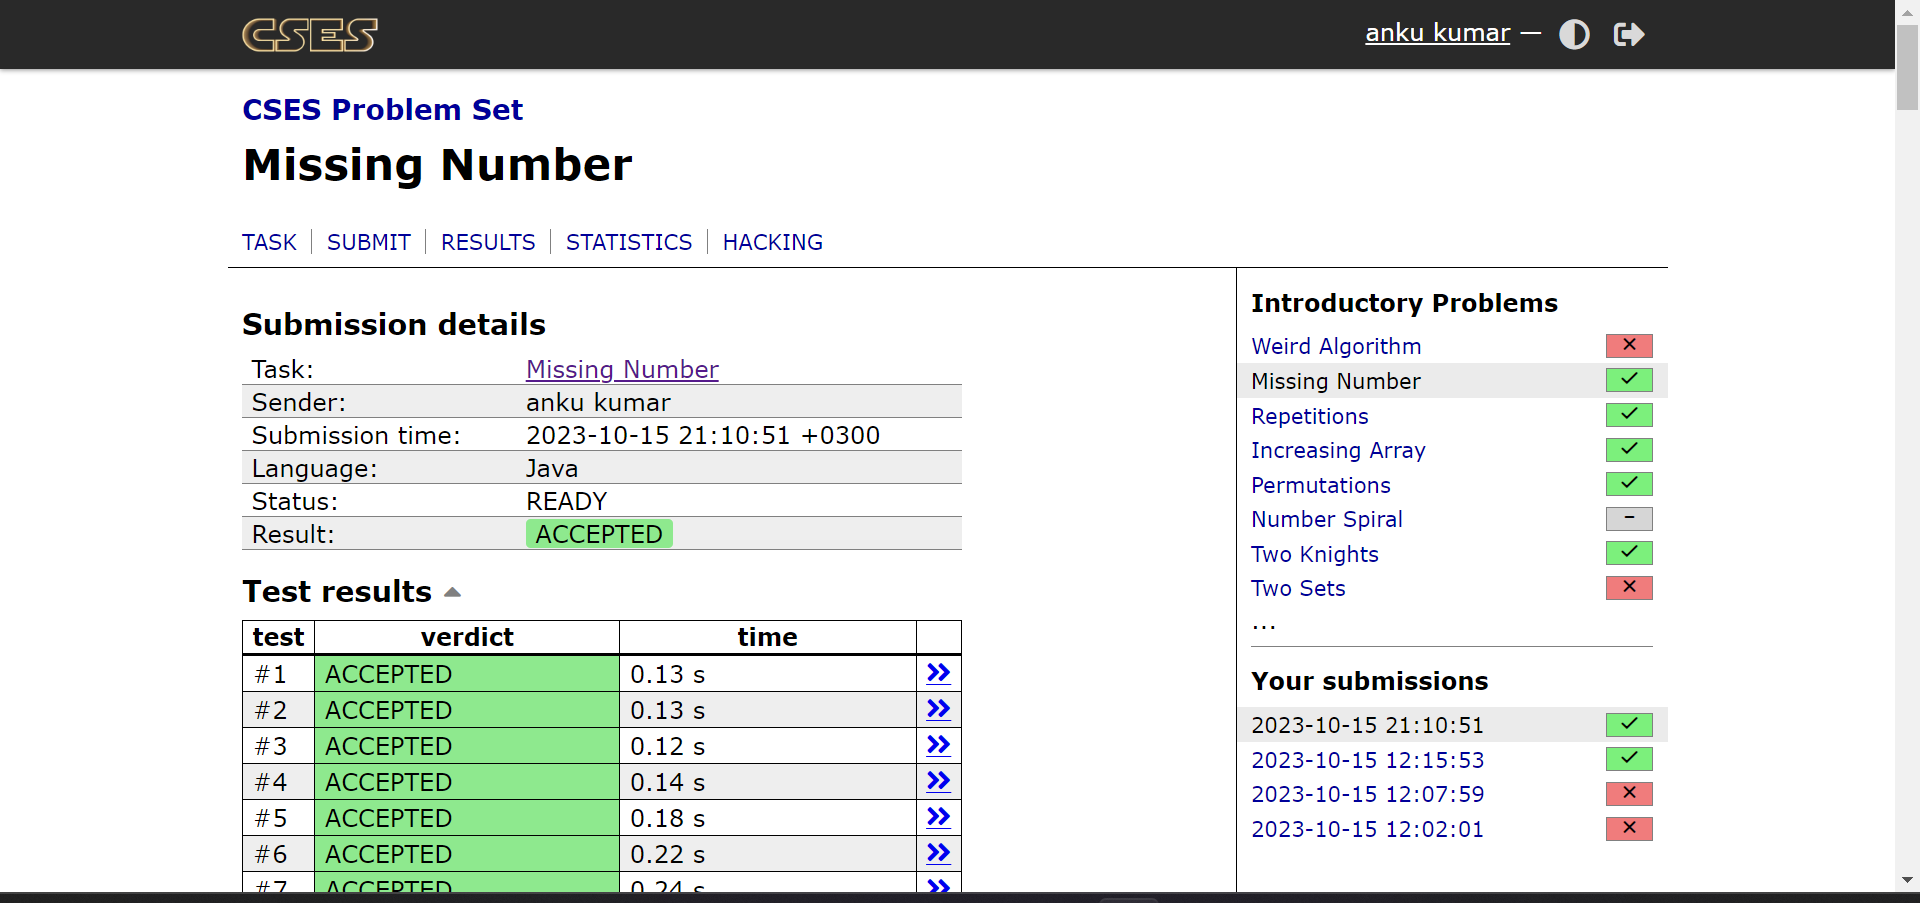 CSES
anku kumar —
CSES Problem Set
Missing Number
TASK | SUBMIT | RESULTS | STATISTICS | HACKING
Submission details
Task: Missing Number
Sender: anku kumar
Submission time: 2023-10-15 21:10:51 +0300
Language: Java
Status: READY
Result: ACCEPTED
Test results
test verdict time
#1 ACCEPTED 0.13 s »
#2 ACCEPTED 0.13 s »
#3 ACCEPTED 0.12 s »
#4 ACCEPTED 0.14 s »
#5 ACCEPTED 0.18 s »
#6 ACCEPTED 0.22 s »
#7 ACCEPTED 0.24 s »
Introductory Problems
Weird Algorithm
Missing Number
Repetitions
Increasing Array
Permutations
Number Spiral –
Two Knights
Two Sets
...
Your submissions
2023-10-15 21:10:51
2023-10-15 12:15:53
2023-10-15 12:07:59
2023-10-15 12:02:01